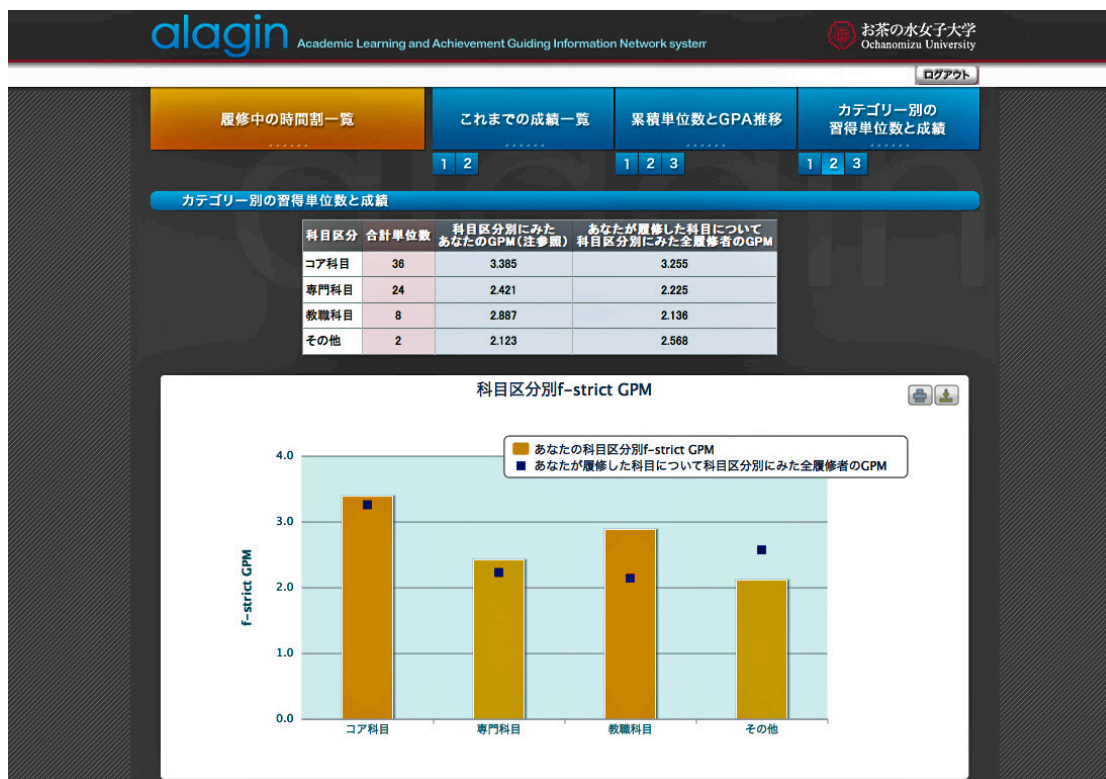 alagin Academic Learning and Achievement Guiding Information Network system
お茶の水女子大学
Ochanomizu University
ログアウト
履修中の時間割一覧
これまでの成績一覧
累積単位数とGPA推移
カテゴリー別の
習得単位数と成績
1 2
1 2 3
1 2 3
カテゴリー別の習得単位数と成績
科目区分 合計単位数 科目区分別にみた あなたのGPM(注参照) あなたが履修した科目について 科目区分別にみた全履修者のGPM
コア科目 36 3.385 3.255
専門科目 24 2.421 2.225
教職科目 8 2.887 2.136
その他 2 2.123 2.568
科目区分別f-strict GPM
あなたの科目区分別f-strict GPM
あなたが履修した科目について科目区分別にみた全履修者のGPM
4.0
3.0
2.0
1.0
0.0
f-strict GPM
コア科目 専門科目 教職科目 その他